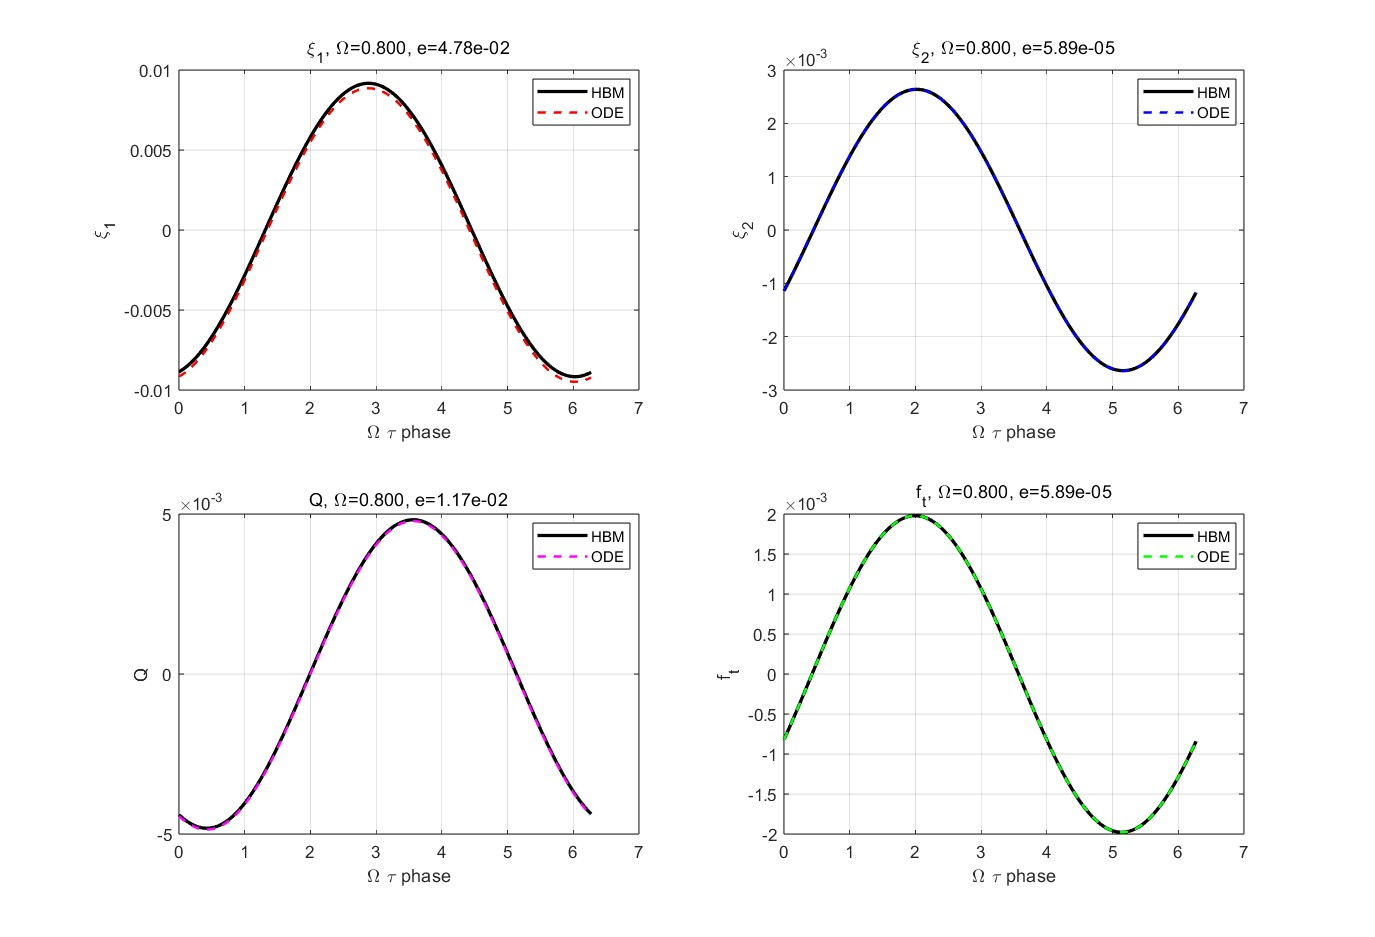 ξ1, Ω=0.800, e=4.78e-02
0.01
0.005
0
-0.005
-0.01
ξ1
0 1 2 3 4 5 6 7
Ω τ phase
HBM
ODE
ξ2, Ω=0.800, e=5.89e-05
×10-3
3
2
1
0
-1
-2
-3
ξ2
0 1 2 3 4 5 6 7
Ω τ phase
HBM
ODE
Q, Ω=0.800, e=1.17e-02
×10-3
5
0
-5
Q
0 1 2 3 4 5 6 7
Ω τ phase
HBM
ODE
ft, Ω=0.800, e=5.89e-05
×10-3
2
1.5
1
0.5
0
-0.5
-1
-1.5
-2
ft
0 1 2 3 4 5 6 7
Ω τ phase
HBM
ODE